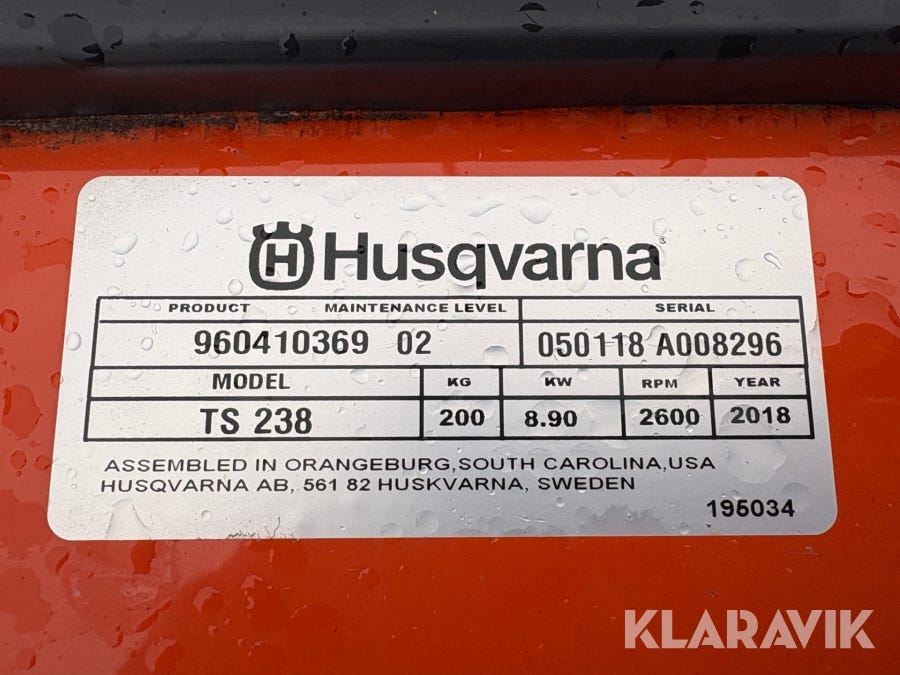 H Husqvarna
PRODUCT MAINTENANCE LEVEL SERIAL
960410369 02 050118 A008296
MODEL KG KW RPM YEAR
TS 238 200 8.90 2600 2018
ASSEMBLED IN ORANGEBURG,SOUTH CAROLINA,USA
HUSQVARNA AB, 561 82 HUSKVARNA, SWEDEN
195034
KLARAVIK